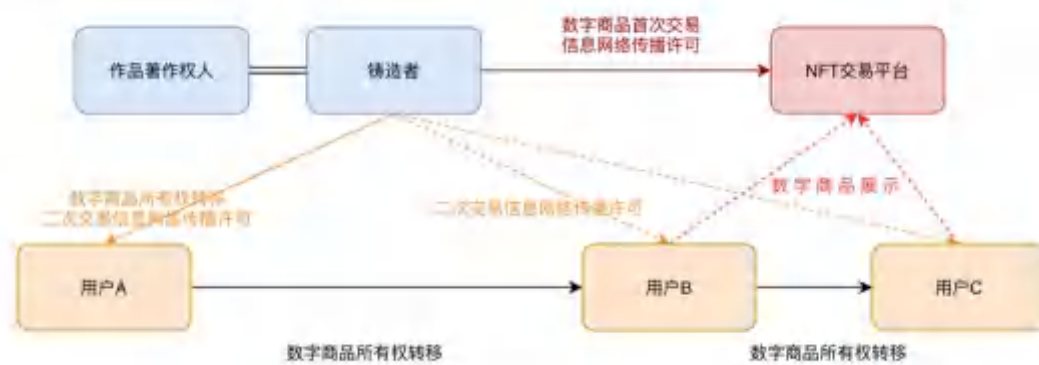 数字商品首次交易
信息网络传播许可
作品著作权人
铸造者
NFT交易平台
数字商品所有权转移
二次交易信息网络传播许可
二次交易信息网络传播许可
数字商品展示
用户A
用户B
用户C
数字商品所有权转移
数字商品所有权转移